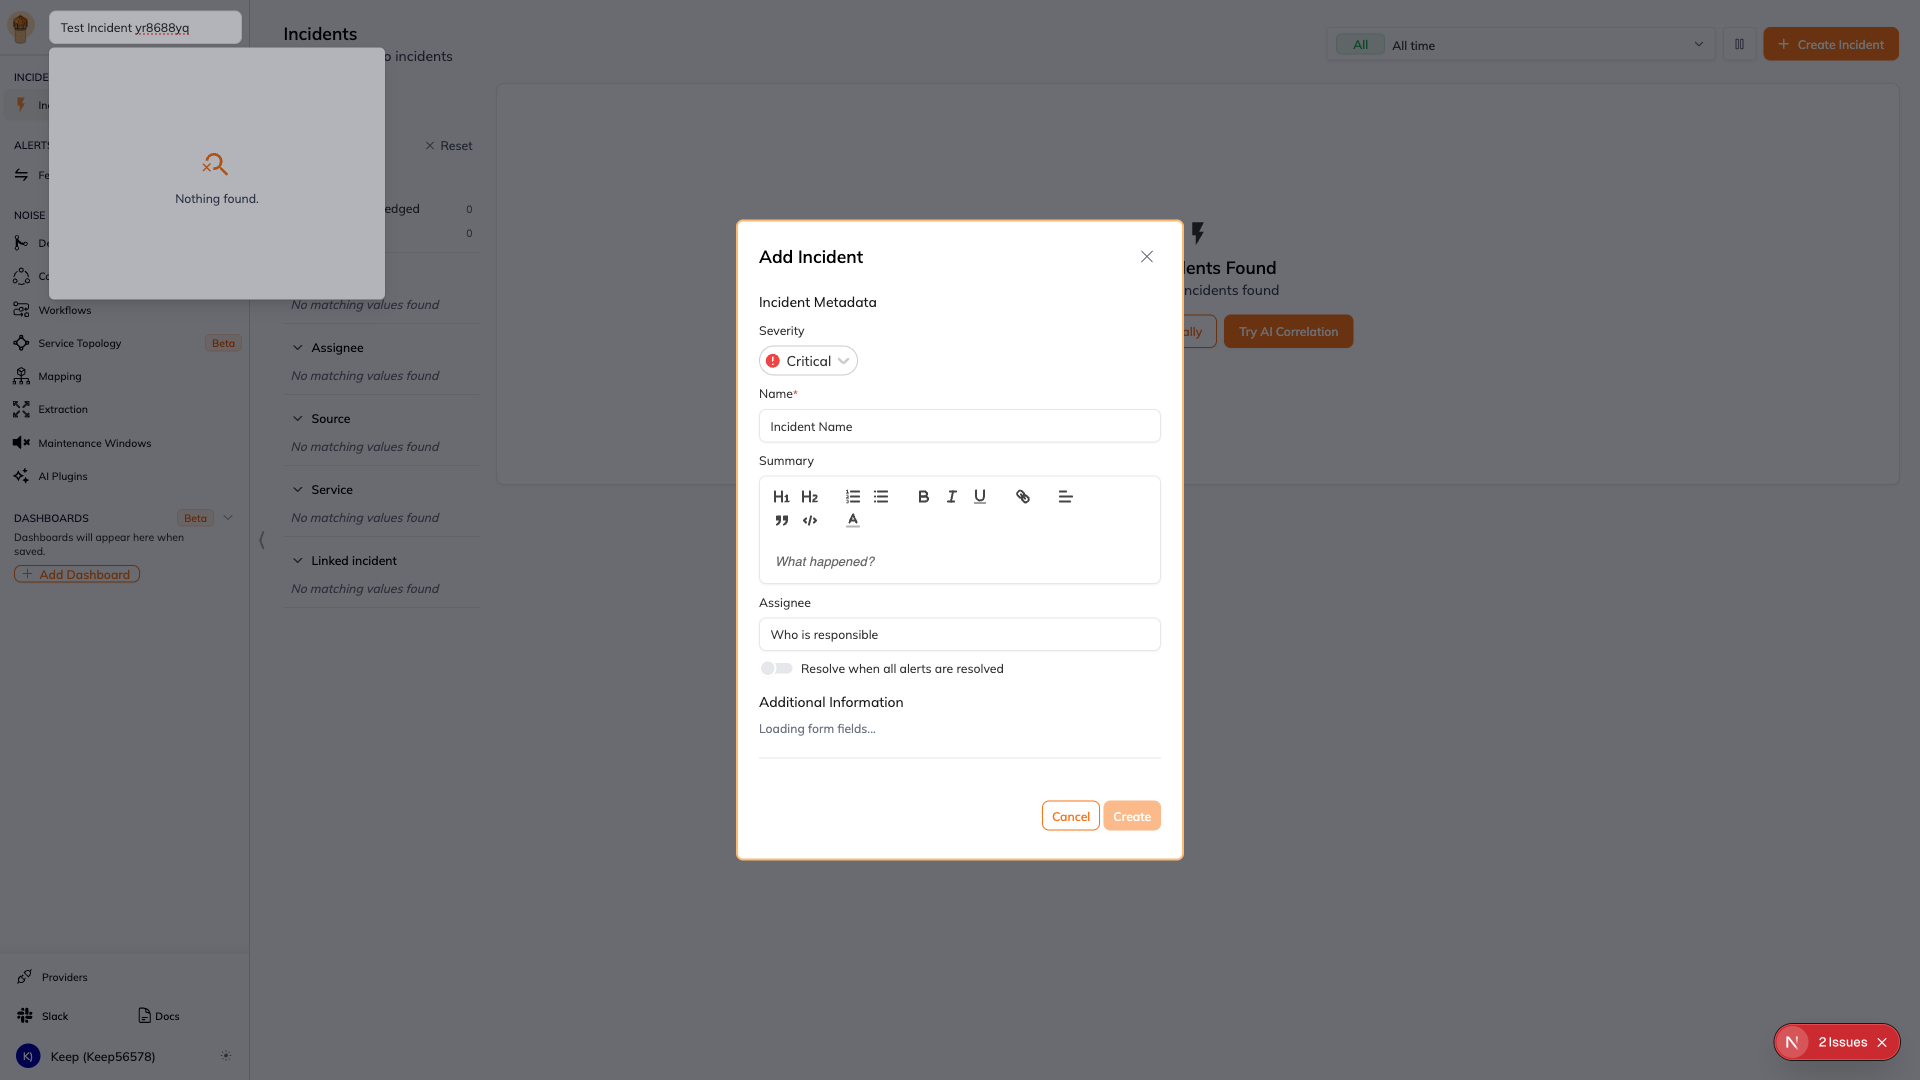 Test Incident yr8688yq
Nothing found.
INCIDE
In
ALERTS
Fe
NOISE
De
Co
Workflows
Service Topology
Beta
Mapping
Extraction
Maintenance Windows
AI Plugins
DASHBOARDS
Beta
Dashboards will appear here when
saved.
Add Dashboard
Providers
Slack
Docs
K)
Keep (Keep56578)
Incidents
o incidents
All
All time
Create Incident
Reset
edged
0
0
No matching values found
Assignee
No matching values found
Source
No matching values found
Service
No matching values found
Linked incident
No matching values found
ents Found
ncidents found
ally
Try AI Correlation
Add Incident
Incident Metadata
Severity
Critical
Name*
Incident Name
Summary
H1 H2 B I U
A
What happened?
Assignee
Who is responsible
Resolve when all alerts are resolved
Additional Information
Loading form fields...
Cancel
Create
N
2 Issues